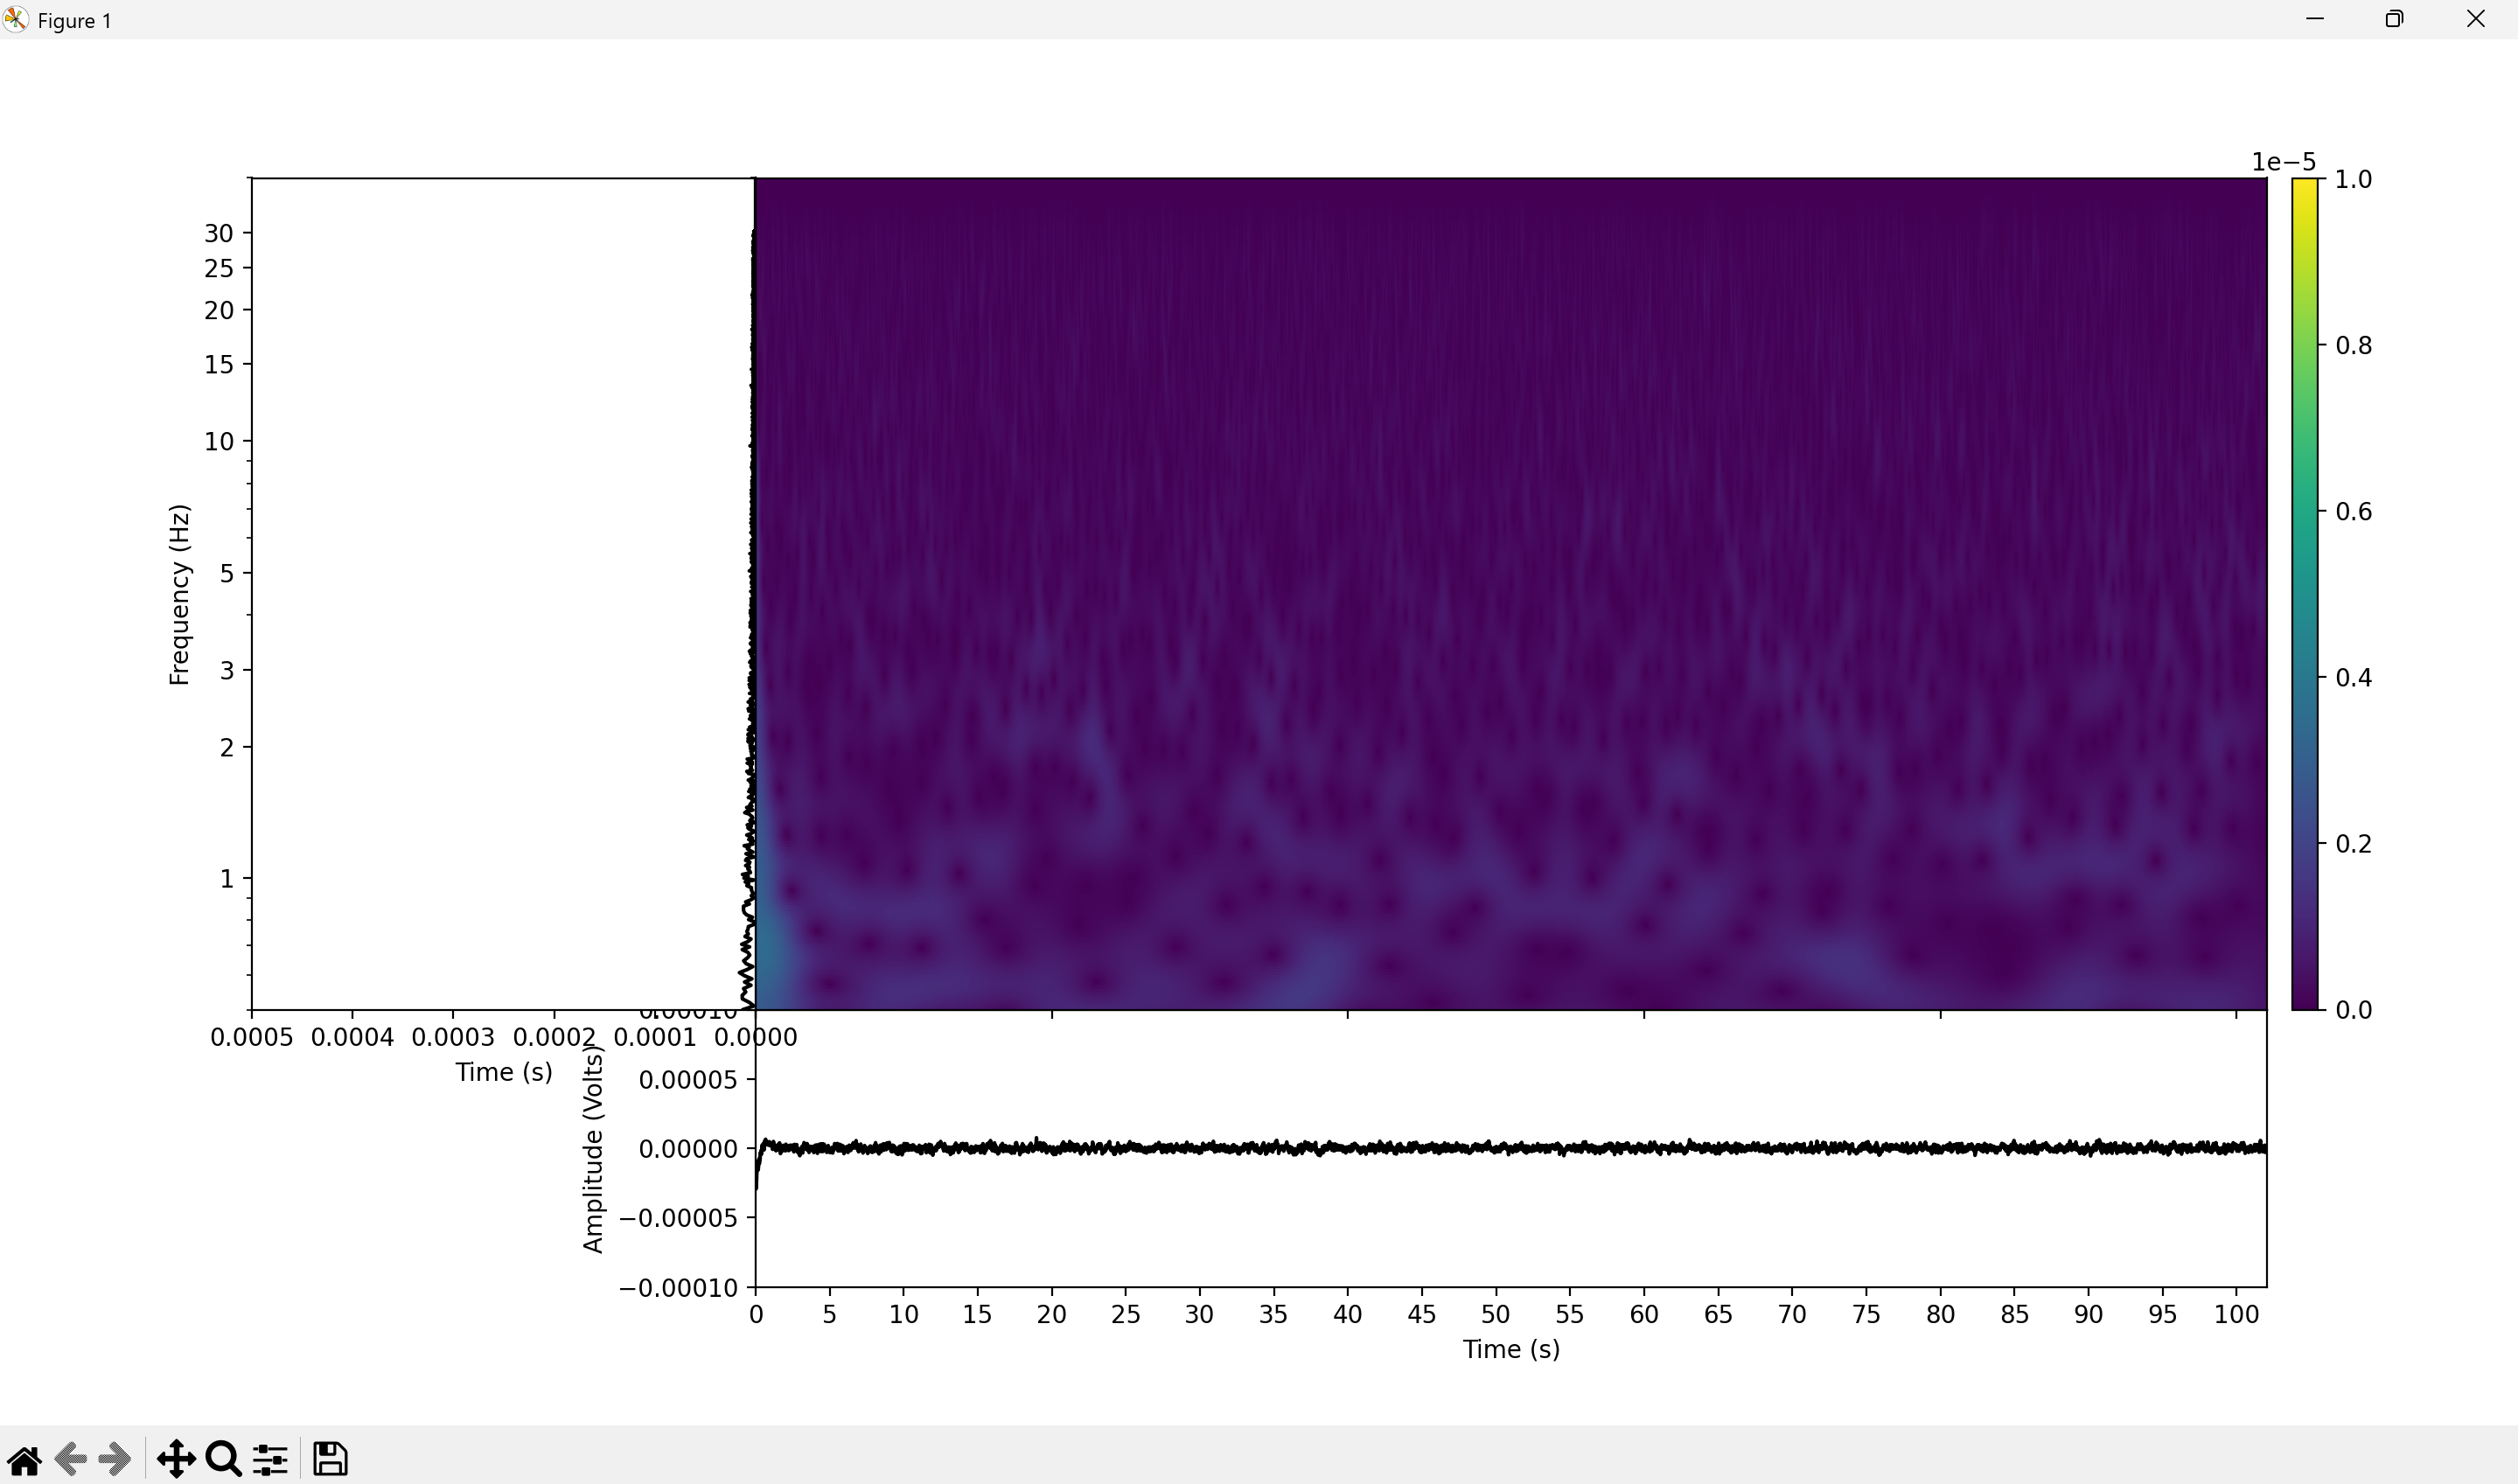 Figure 1
1e−5
1.0
0.8
0.6
0.4
0.2
0.0
Frequency (Hz)
30
25
20
15
10
5
3
2
1
0.0005 0.0004 0.0003 0.0002 0.0001 0.0000
Time (s)
Amplitude (Volts)
0.00010
0.00005
0.00000
−0.00005
−0.00010
0 5 10 15 20 25 30 35 40 45 50 55 60 65 70 75 80 85 90 95 100
Time (s)